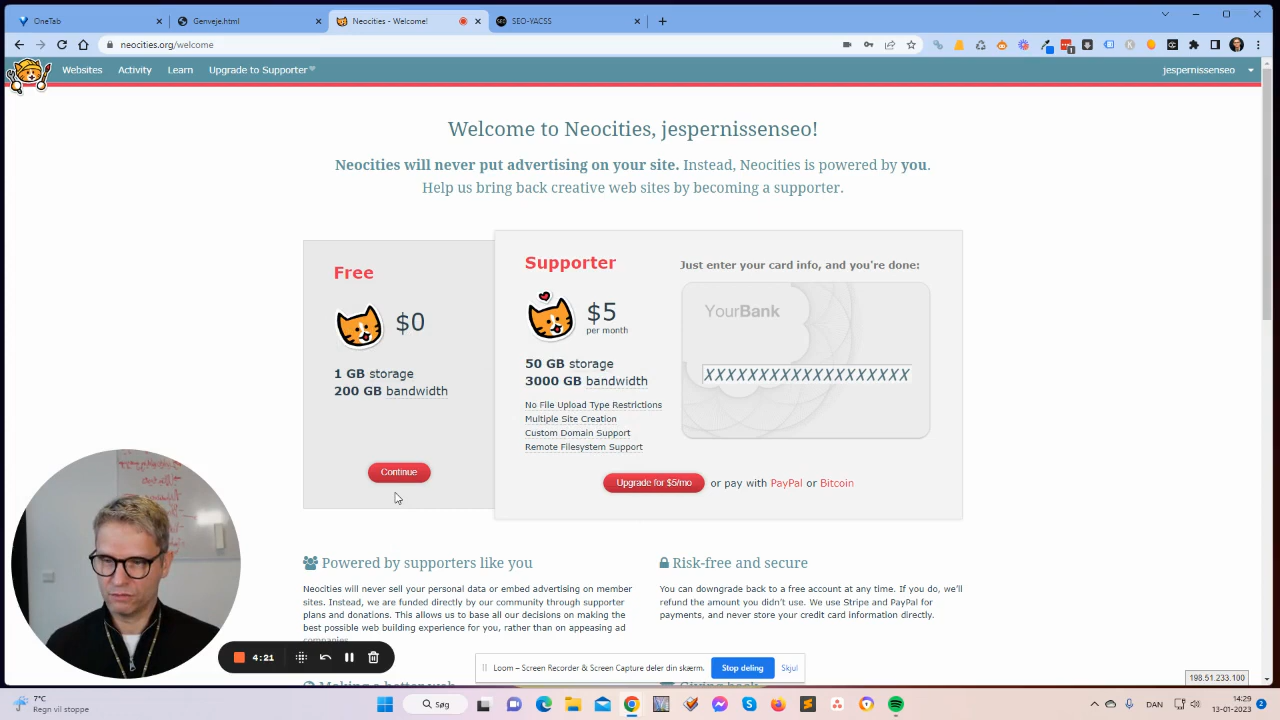 OneTab
Genveje.html
Neocities - Welcome!
SEO-YACSS
neocities.org/welcome
Websites
Activity
Learn
Upgrade to Supporter
jespernissenseo
Welcome to Neocities, jespernissenseo!
Neocities will never put advertising on your site. Instead, Neocities is powered by you.
Help us bring back creative web sites by becoming a supporter.
Free
$0
1 GB storage
200 GB bandwidth
Continue
Supporter
$5
per month
50 GB storage
3000 GB bandwidth
No File Upload Type Restrictions
Multiple Site Creation
Custom Domain Support
Remote Filesystem Support
Just enter your card info, and you're done:
YourBank
XXXXXXXXXXXXXXXXXXX
Upgrade for $5/mo
or pay with PayPal or Bitcoin
Powered by supporters like you
Neocities will never sell your personal data or embed advertising on member
sites. Instead, we are funded directly by our community through supporter
plans and donations. This allows us to base all our decisions on making the
best possible web building experience for you, rather than on appeasing ad
companies.
Risk-free and secure
You can downgrade back to a free account at any time. If you do, we'll
refund the amount you didn't use. We use Stripe and PayPal for
payments, and never store your credit card information directly.
4:21
Loom – Screen Recorder & Screen Capture deler din skærm.
Stop deling
Skjul
198.51.233.100
7°C
Regn vil stoppe
Søg
DAN
14:29
13-01-2023